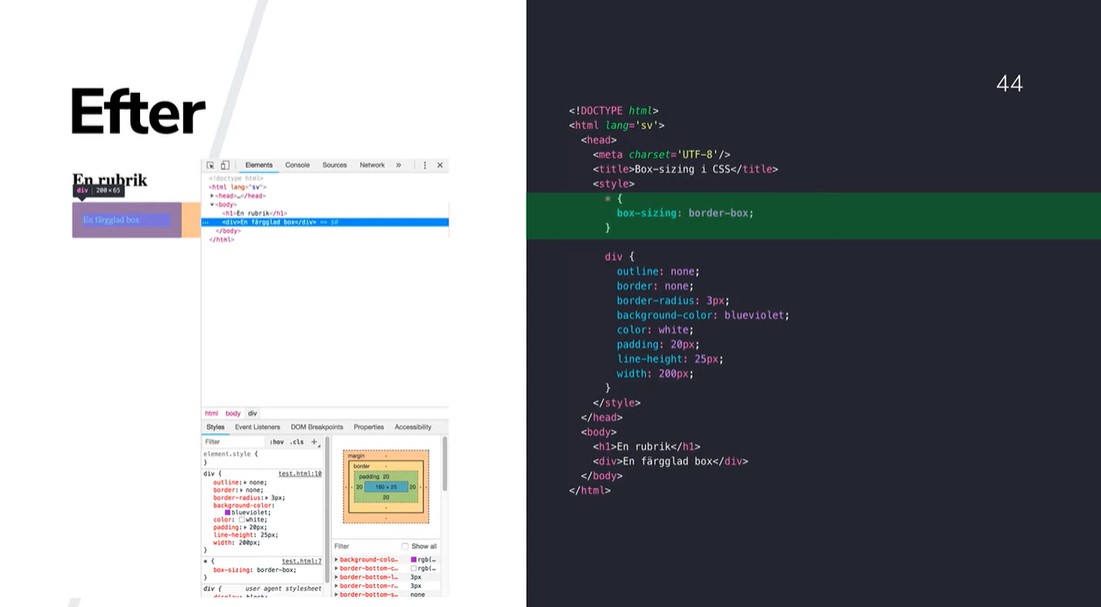 Efter
En rubrik
div | 200×65
En färgglad box
Elements Console Sources Network »
<!doctype html>
<html lang="sv">
<head>…</head>
<body>
<h1>En rubrik</h1>
<div>En färgglad box</div> == $0
</body>
</html>
html body div
Styles Event Listeners DOM Breakpoints Properties Accessibility
Filter :hov .cls +
element.style {
}
div { test.html:10
outline: none;
border: none;
border-radius: 3px;
background-color:
blueviolet;
color: white;
padding: 20px;
line-height: 25px;
width: 200px;
}
* { test.html:7
box-sizing: border-box;
}
div { user agent stylesheet
margin -
border -
padding 20
- - 20 160 × 25 20 - -
20
-
-
Filter Show all
background-colo… rgb(…
border-bottom-c… rgb(…
border-bottom-l… 3px
border-bottom-r… 3px
border-bottom-s… none
44
<!DOCTYPE html>
<html lang='sv'>
<head>
<meta charset='UTF-8'/>
<title>Box-sizing i CSS</title>
<style>
* {
box-sizing: border-box;
}
div {
outline: none;
border: none;
border-radius: 3px;
background-color: blueviolet;
color: white;
padding: 20px;
line-height: 25px;
width: 200px;
}
</style>
</head>
<body>
<h1>En rubrik</h1>
<div>En färgglad box</div>
</body>
</html>